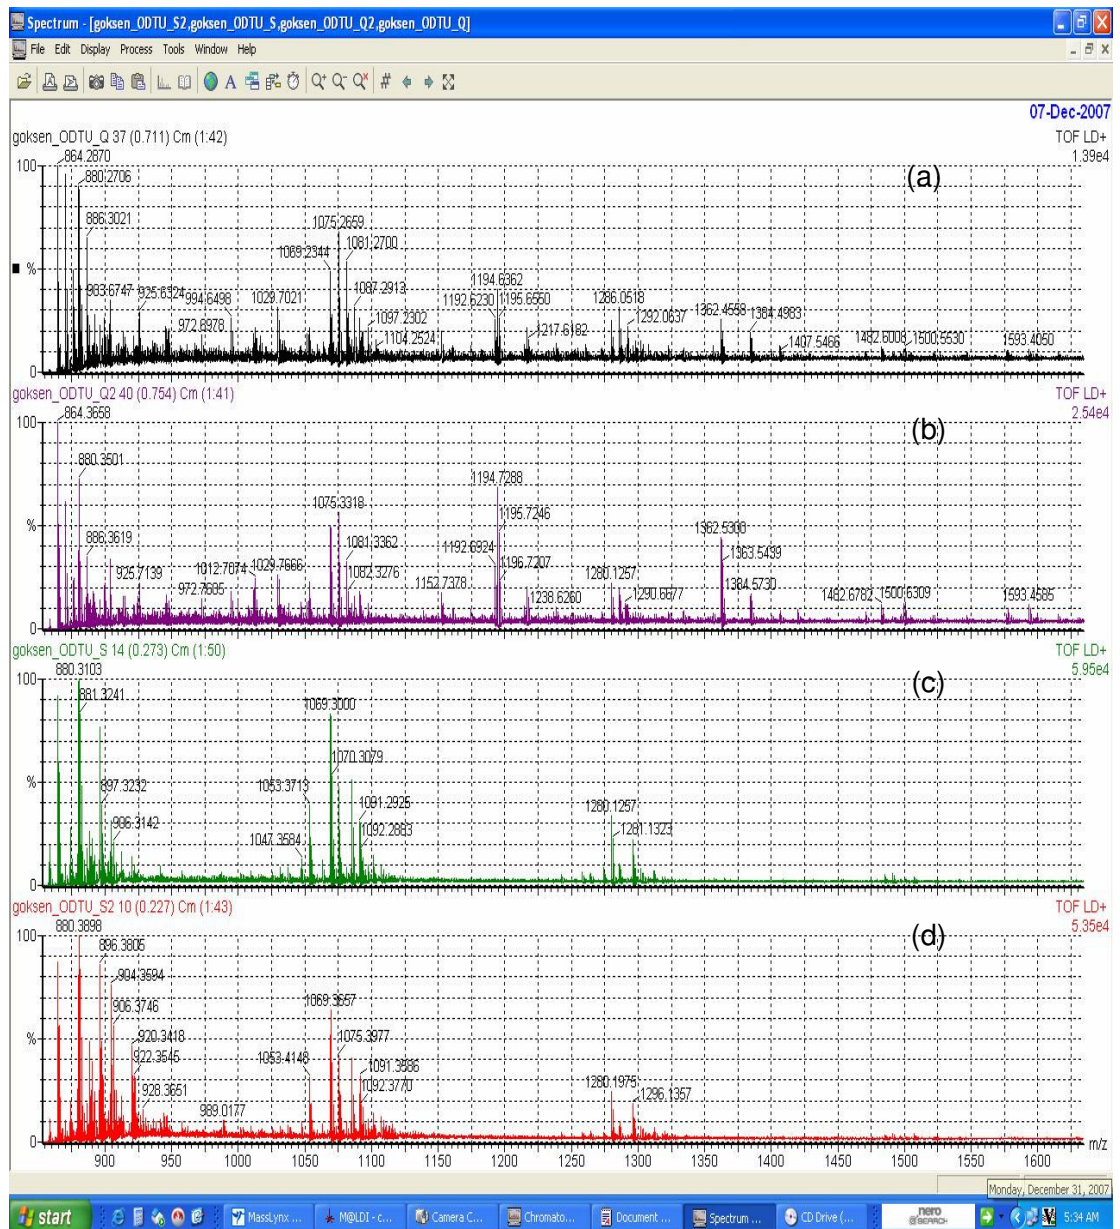 Spectrum - [goksen_ODTU_S2,goksen_ODTU_S,goksen_ODTU_Q2,goksen_ODTU_Q]
File Edit Display Process Tools Window Help
07-Dec-2007
goksen_ODTU_Q 37 (0.711) Cm (1:42)
TOF LD+
1.39e4
(a)
100
%
0
864.2870
880.2706
886.3021
903.6747
925.6324
972.6978
994.6498
1029.7021
1069.2344
1075.2659
1081.2700
1087.2913
1097.2302
1104.2524
1192.6230
1194.6362
1195.6550
1217.6182
1286.0518
1292.0637
1362.4558
1384.4983
1407.5466
1482.6008
1500.5530
1593.4050
goksen_ODTU_Q2 40 (0.754) Cm (1:41)
TOF LD+
2.54e4
(b)
100
%
0
864.3658
880.3501
886.3619
925.7139
972.7685
1012.7074
1029.7666
1075.3318
1081.3362
1082.3276
1152.7378
1192.6924
1194.7288
1195.7246
1196.7207
1238.6260
1280.1257
1290.6677
1362.5300
1363.5439
1384.5730
1482.6782
1500.6309
1593.4585
goksen_ODTU_S 14 (0.273) Cm (1:50)
TOF LD+
5.95e4
(c)
100
%
0
880.3103
881.3241
897.3232
906.3142
1047.3584
1053.3713
1069.3000
1070.3079
1091.2925
1092.2883
1280.1257
1281.1323
goksen_ODTU_S2 10 (0.227) Cm (1:43)
TOF LD+
5.35e4
(d)
100
%
0
880.3898
896.3805
904.3594
906.3746
920.3418
922.3545
928.3651
989.0177
1053.4148
1069.3657
1075.3977
1091.3586
1092.3770
1280.1975
1296.1357
900 950 1000 1050 1100 1150 1200 1250 1300 1350 1400 1450 1500 1550 1600 m/z
Monday, December 31, 2007
start
MassLynx ...
M@LDI - c...
Camera C...
Chromato...
Document ...
Spectrum ...
CD Drive (...
nero
SEARCH
5:34 AM